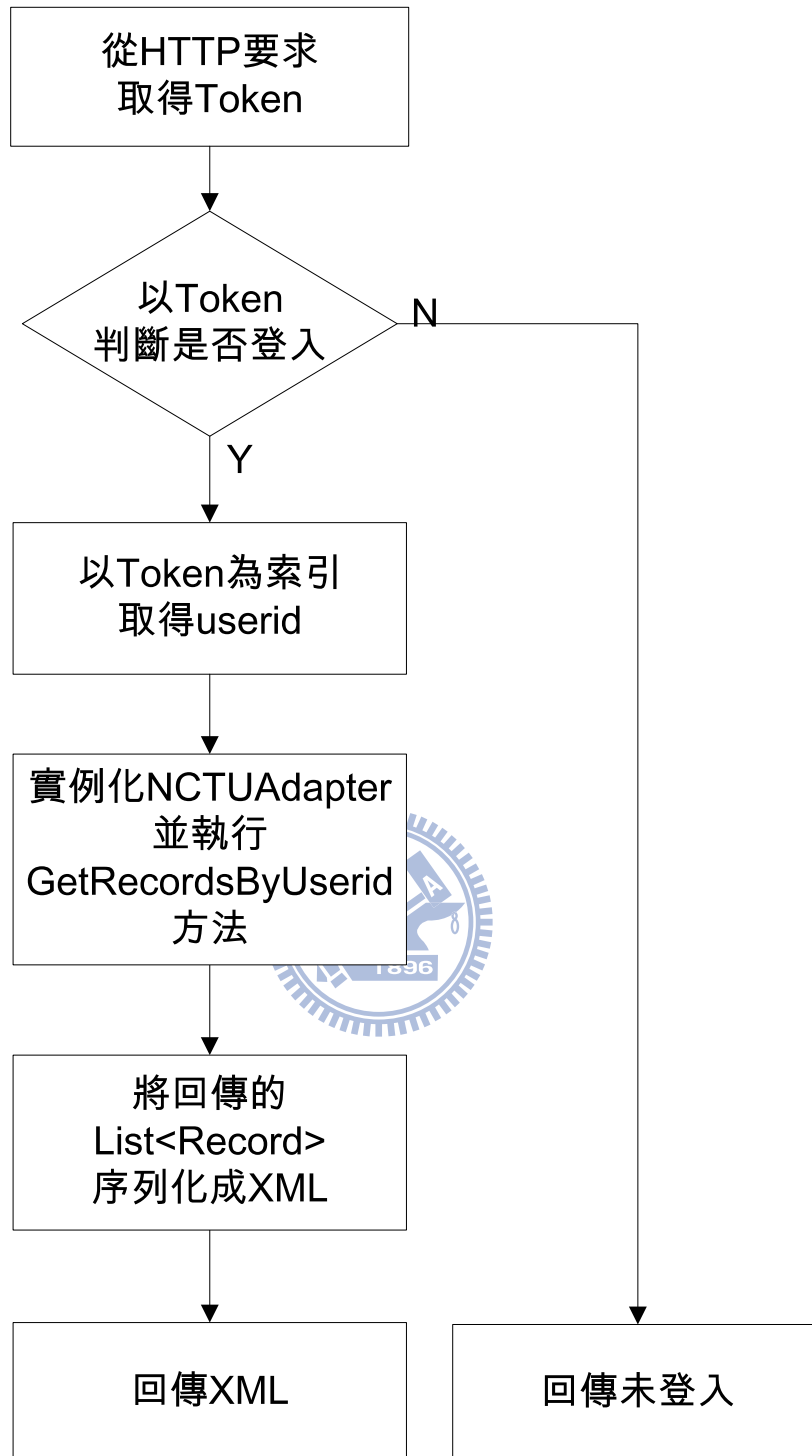 從HTTP要求
取得Token
以Token
判斷是否登入
N
Y
以Token為索引
取得userid
實例化NCTUAdapter
並執行
GetRecordsByUserid
方法
1896
將回傳的
List<Record>
序列化成XML
回傳XML
回傳未登入